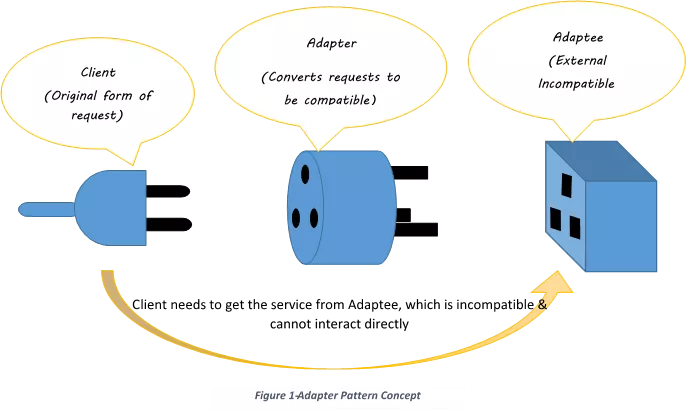 Client
(Original form of
request)
Adapter
(Converts requests to
be compatible)
Adaptee
(External
Incompatible
Client needs to get the service from Adaptee, which is incompatible &
cannot interact directly
Figure 1-Adapter Pattern Concept